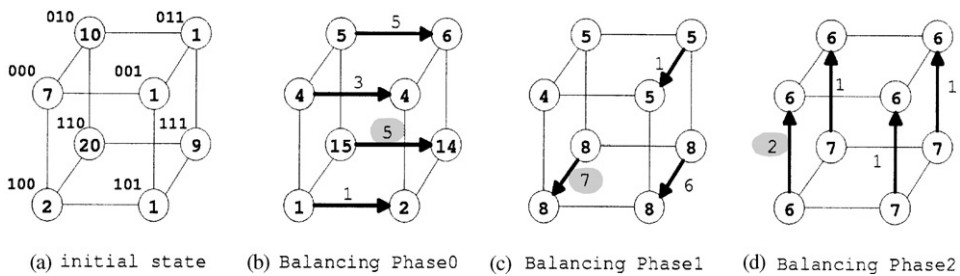 010 011 5
10 1 5 6 5 5 6 6
000 001 3 1 1 1
7 1 4 4 4 5 6 6
110 111 5
20 9 15 14 8 8 2 7 7
100 101 1 7 6 1
2 1 1 2 8 8 6 7
(a) initial state (b) Balancing Phase0 (c) Balancing Phase1 (d) Balancing Phase2